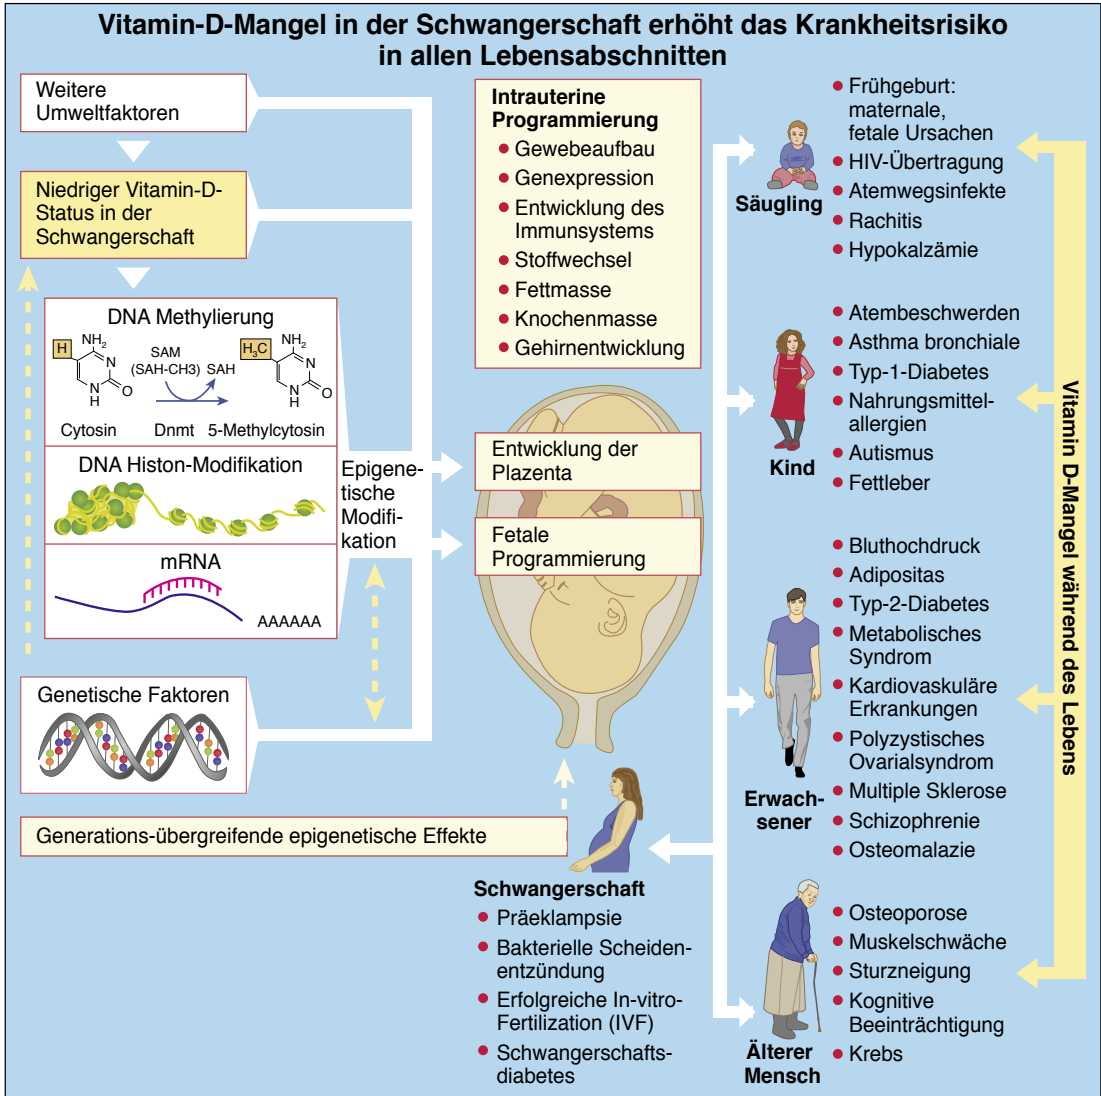 Vitamin-D-Mangel in der Schwangerschaft erhöht das Krankheitsrisiko
in allen Lebensabschnitten
Weitere
Umweltfaktoren
Niedriger Vitamin-D-
Status in der
Schwangerschaft
DNA Methylierung
H
NH2
N
N
H
O
Cytosin
SAM
(SAH-CH3)
SAH
Dnmt
H3C
NH2
N
N
H
O
5-Methylcytosin
DNA Histon-Modifikation
mRNA
AAAAAA
Epigene-
tische
Modifi-
kation
Genetische Faktoren
Generations-übergreifende epigenetische Effekte
Intrauterine
Programmierung
Gewebeaufbau
Genexpression
Entwicklung des
Immunsystems
Stoffwechsel
Fettmasse
Knochenmasse
Gehirnentwicklung
Entwicklung der
Plazenta
Fetale
Programmierung
Schwangerschaft
Präeklampsie
Bakterielle Scheiden-
entzündung
Erfolgreiche In-vitro-
Fertilization (IVF)
Schwangerschafts-
diabetes
Säugling
Frühgeburt:
maternale,
fetale Ursachen
HIV-Übertragung
Atemwegsinfekte
Rachitis
Hypokalzämie
Kind
Atembeschwerden
Asthma bronchiale
Typ-1-Diabetes
Nahrungsmittel-
allergien
Autismus
Fettleber
Erwach-
sener
Bluthochdruck
Adipositas
Typ-2-Diabetes
Metabolisches
Syndrom
Kardiovaskuläre
Erkrankungen
Polyzystisches
Ovarialsyndrom
Multiple Sklerose
Schizophrenie
Osteomalazie
Älterer
Mensch
Osteoporose
Muskelschwäche
Sturzneigung
Kognitive
Beeinträchtigung
Krebs
Vitamin D-Mangel während des Lebens